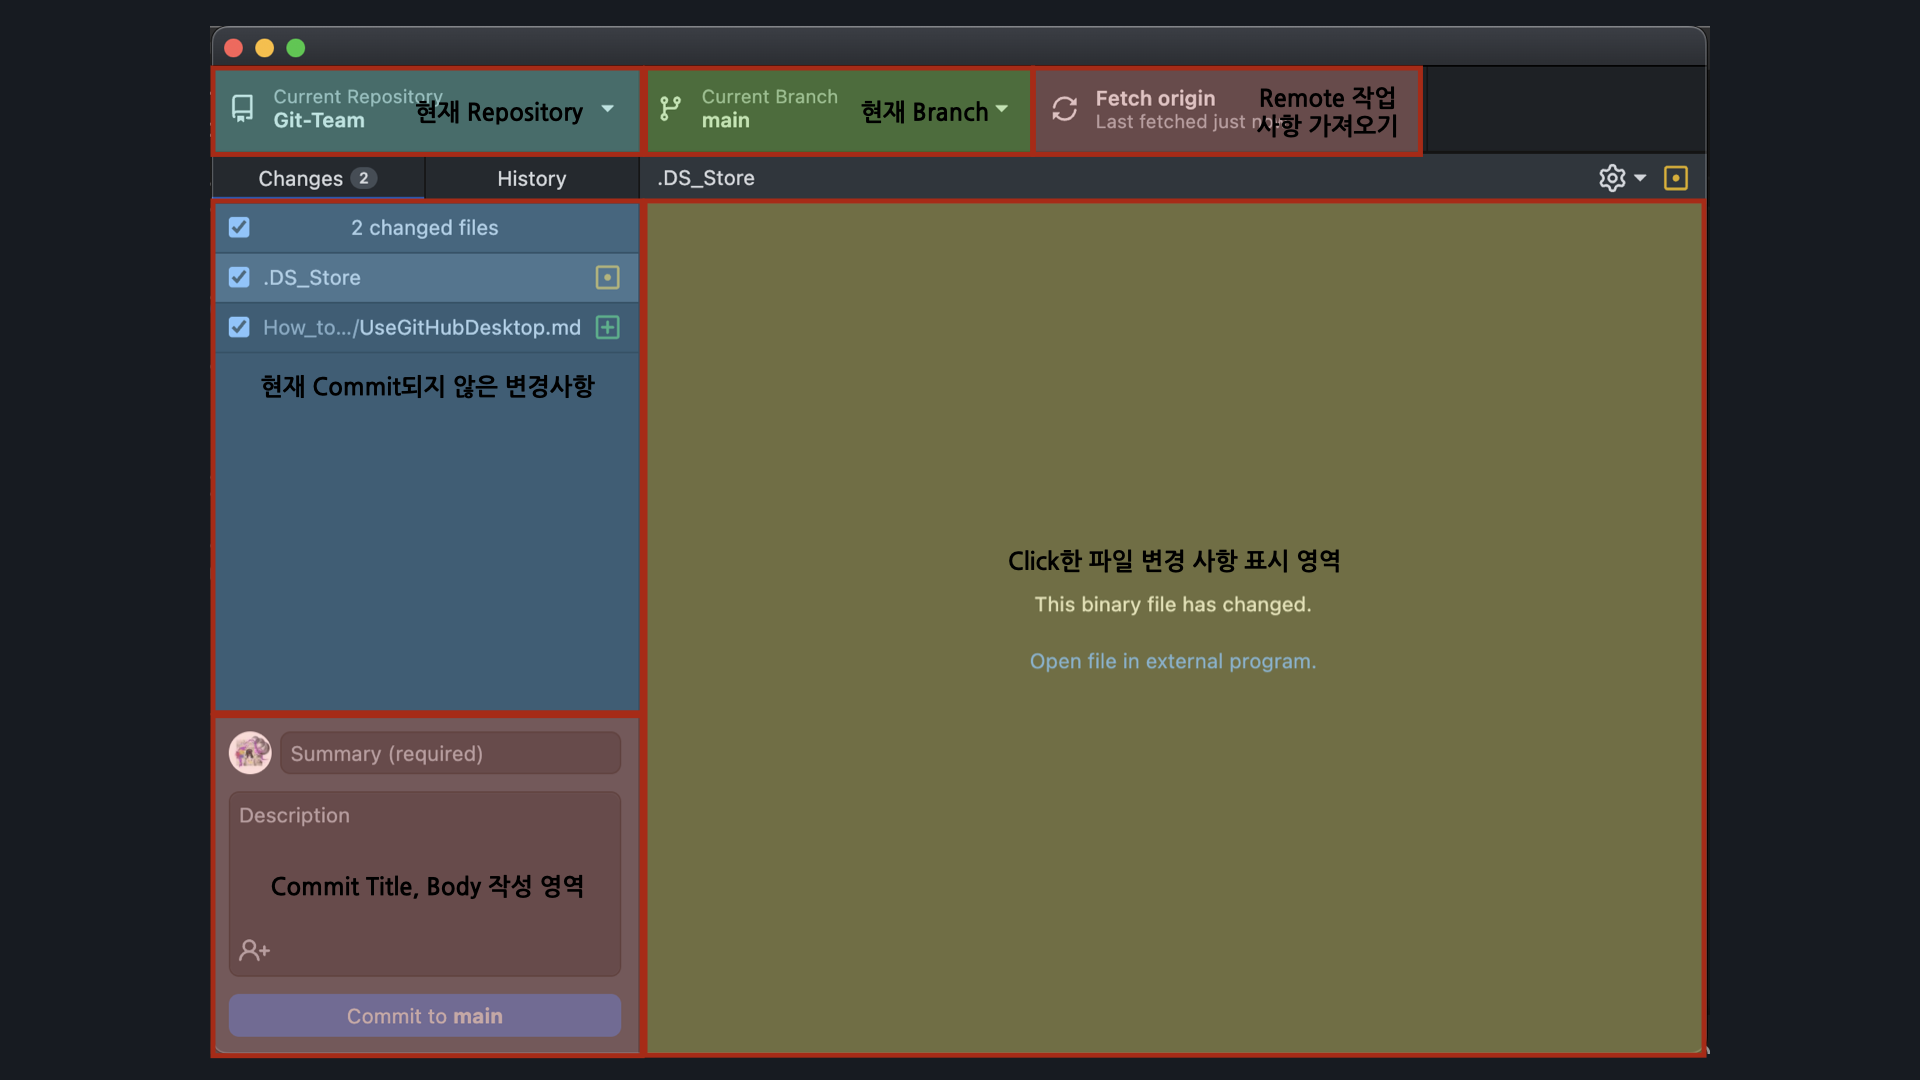 Current Repository
Git-Team
현재 Repository
Current Branch
main
현재 Branch
Fetch origin
Last fetched just now
Remote 작업
사항 가져오기
Changes 2
History
.DS_Store
2 changed files
.DS_Store
How_to.../UseGitHubDesktop.md
현재 Commit되지 않은 변경사항
Click한 파일 변경 사항 표시 영역
This binary file has changed.
Open file in external program.
Summary (required)
Description
Commit Title, Body 작성 영역
Commit to main